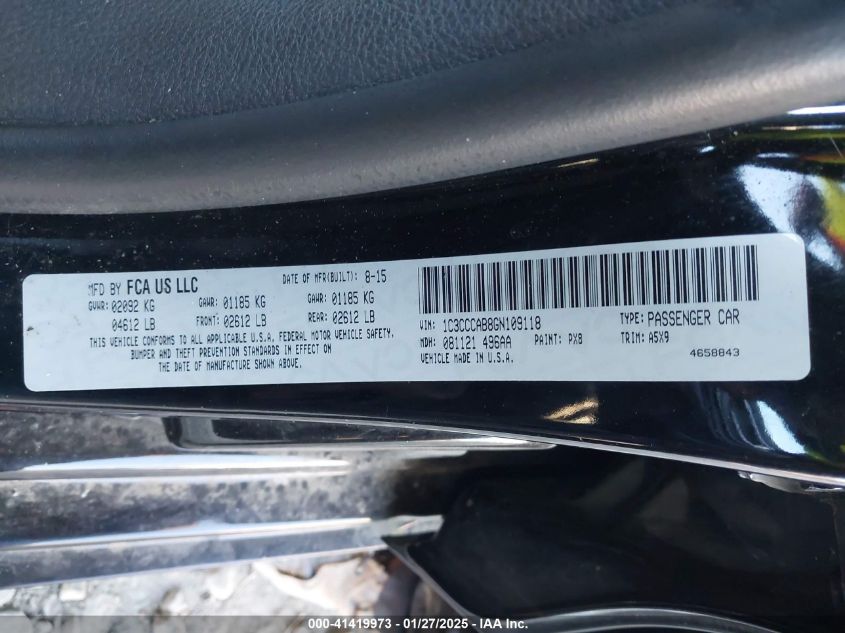 MFD BY FCA US LLC DATE OF MFR(BUILT): 8-15
GVWR: 02092 KG GAWR: 01185 KG GAWR: 01185 KG
04612 LB FRONT: 02612 LB REAR: 02612 LB
THIS VEHICLE CONFORMS TO ALL APPLICABLE U.S.A. FEDERAL MOTOR VEHICLE SAFETY,
BUMPER AND THEFT PREVENTION STANDARDS IN EFFECT ON
THE DATE OF MANUFACTURE SHOWN ABOVE.
VIN: 1C3CCCAB8GN109118 TYPE: PASSENGER CAR
MDH: 081121 496AA PAINT: PX8 TRIM: A5X9
VEHICLE MADE IN U.S.A. 4658843
000-41419973 - 01/27/2025 - IAA Inc.